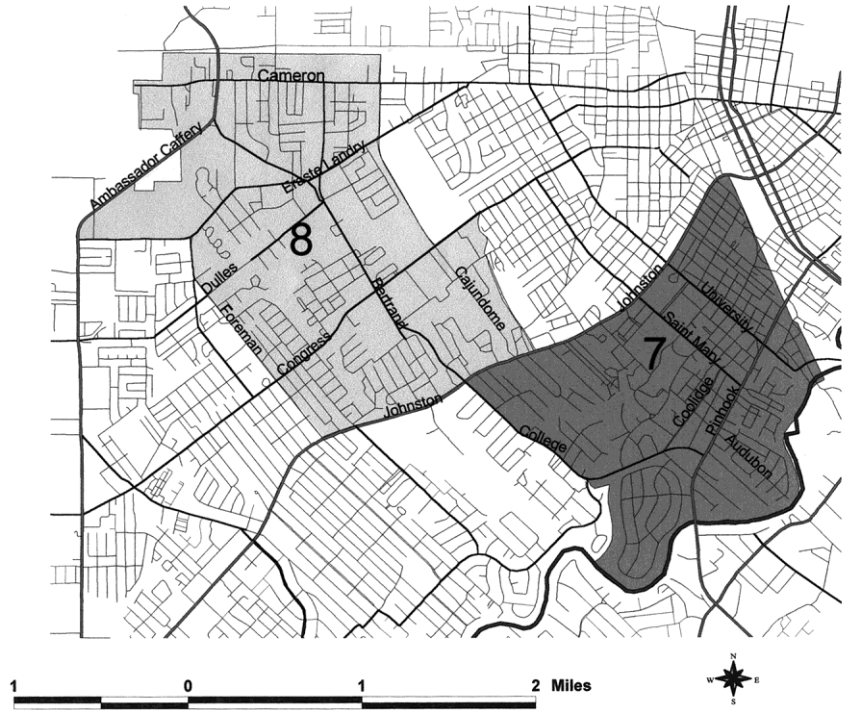 Cameron
Ambassador Caffery
Eraste Landry
8
Dulles
Bertrand
Cajundome
Foreman
Congress
Johnston
Johnston
University
Saint Mary
7
Coolidge
Pinhook
College
Audubon
1 0 1 2 Miles
N
W E
S